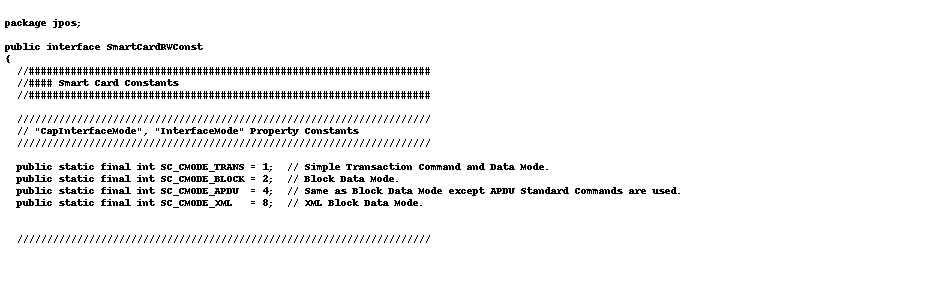 package jpos;
public interface SmartCardRWConst
{
//###################################################################
//#### Smart Card Constants
//###################################################################
/////////////////////////////////////////////////////////////////////
// "CapInterfaceMode", "InterfaceMode" Property Constants
/////////////////////////////////////////////////////////////////////
public static final int SC_CMODE_TRANS = 1;  // Simple Transaction Command and Data Mode.
public static final int SC_CMODE_BLOCK = 2;  // Block Data Mode.
public static final int SC_CMODE_APDU  = 4;  // Same as Block Data Mode except APDU Standard Commands are used.
public static final int SC_CMODE_XML   = 8;  // XML Block Data Mode.
/////////////////////////////////////////////////////////////////////